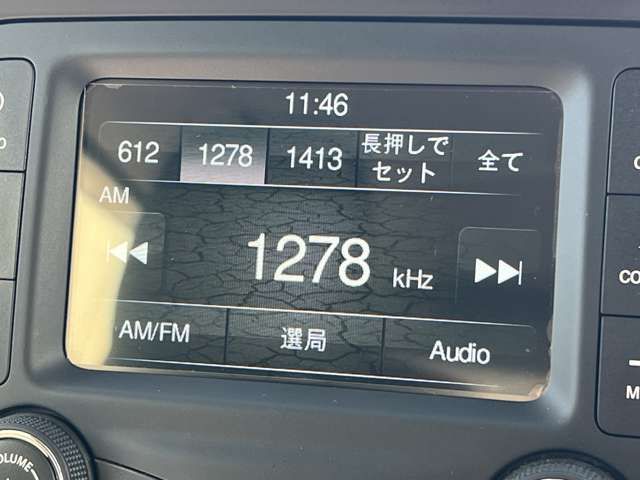 11:46
612 1278 1413 長押しで
セット 全て
AM
1278 kHz
AM/FM 選局 Audio
VOLUME